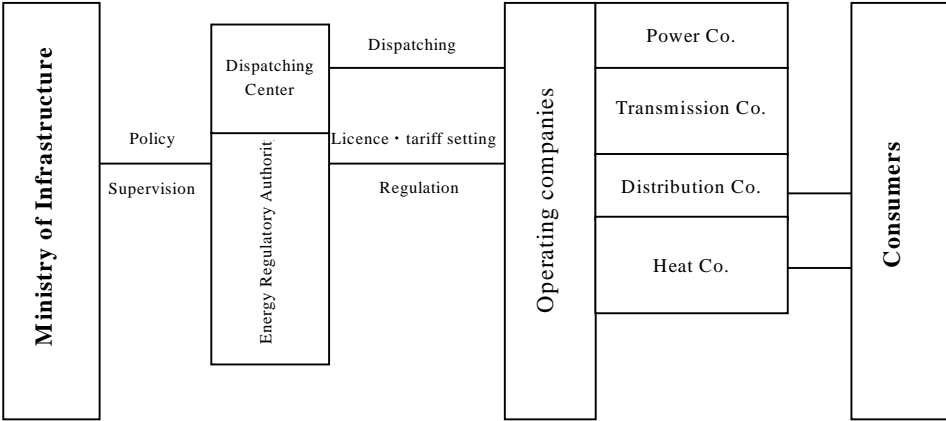 Ministry of Infrastructure
Policy
Supervision
Dispatching
Center
Energy Regulatory Authorit
Dispatching
Licence・tariff setting
Regulation
Operating companies
Power Co.
Transmission Co.
Distribution Co.
Heat Co.
Consumers